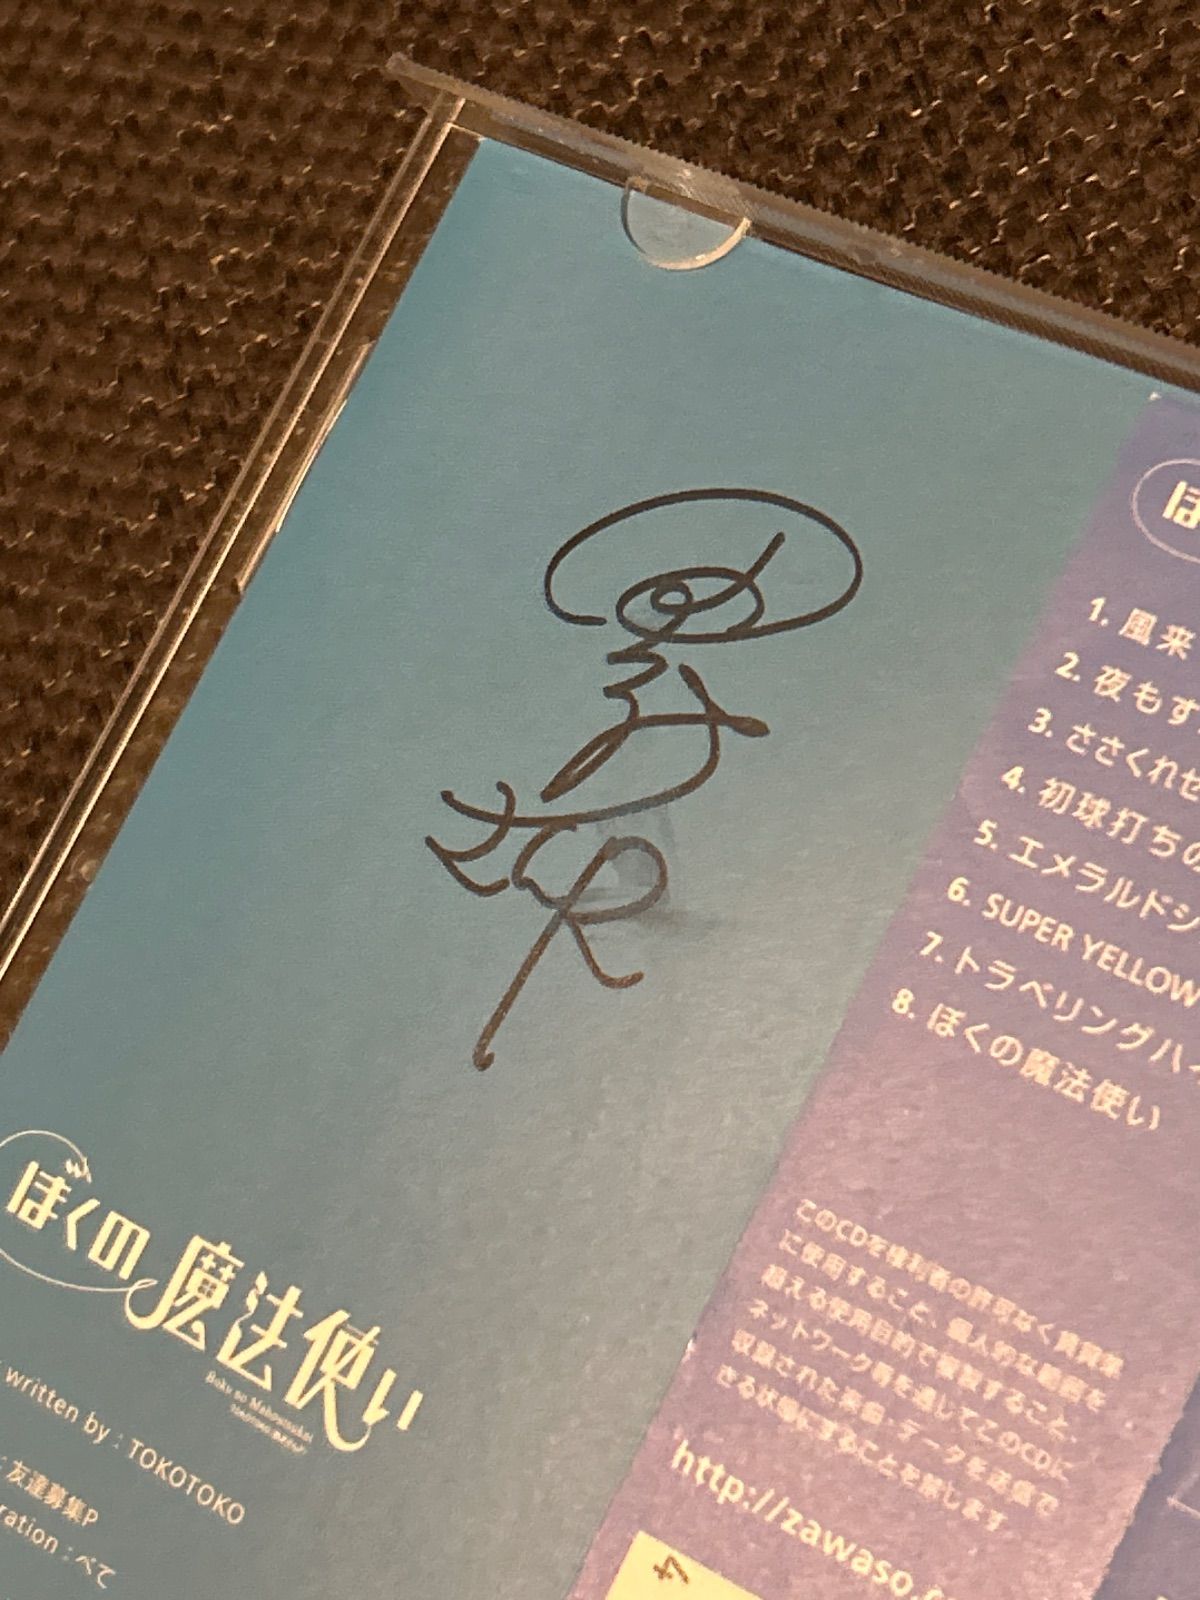 ぼくの魔法使い
written by : TOKOTOKO
: 友達募集P
ration : べて
ぼ
1. 風来
2. 夜もす
3. ささくれセ
4. 初球打ちの
5. エメラルドシ
6. SUPER YELLOW
7. トラベリングハイ
8. ぼくの魔法使い
このCDを権利者の許可なく賃貸業
に使用すること、個人的な範囲を
超える使用目的で複製すること、
ネットワーク等を通じてこのCDに
収録された楽曲・データを送信で
きる状態にすることを禁します
http://zawaso.c
4